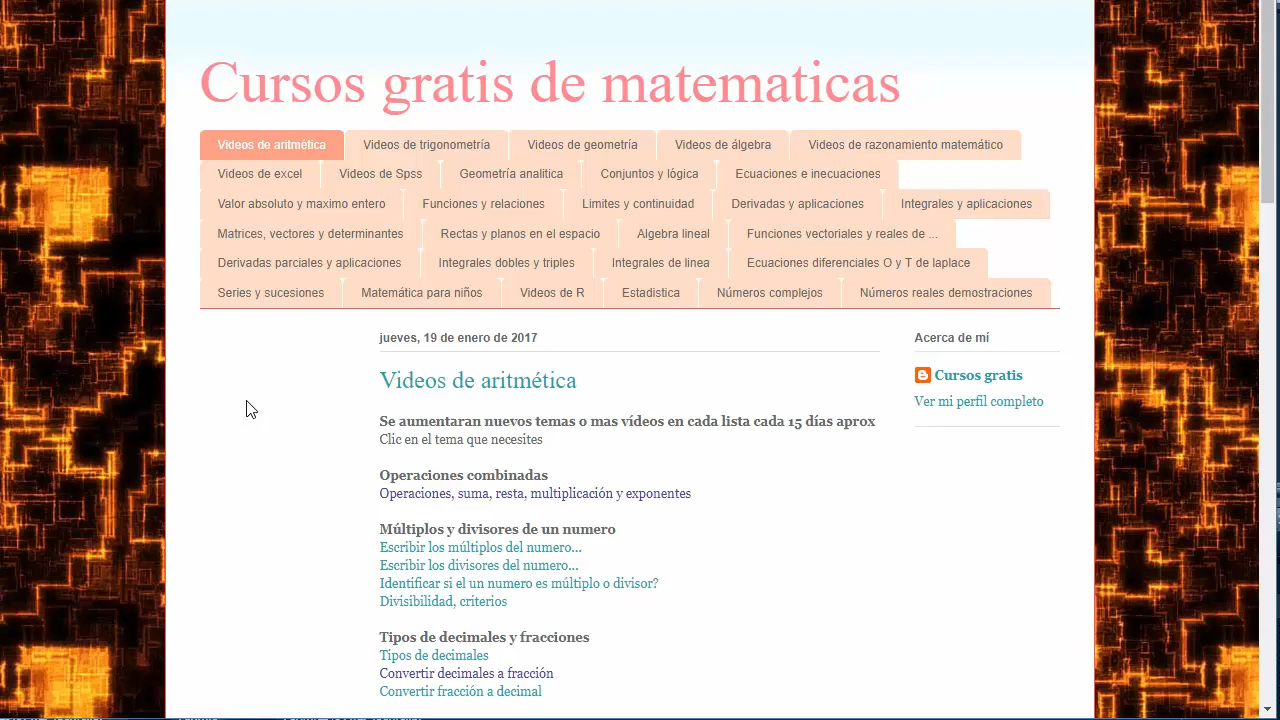 Cursos gratis de matematicas
Videos de aritmética Videos de trigonometría Videos de geometría Videos de álgebra Videos de razonamiento matemático
Videos de excel Videos de Spss Geometría analitica Conjuntos y lógica Ecuaciones e inecuaciones
Valor absoluto y maximo entero Funciones y relaciones Limites y continuidad Derivadas y aplicaciones Integrales y aplicaciones
Matrices, vectores y determinantes Rectas y planos en el espacio Algebra lineal Funciones vectoriales y reales de ...
Derivadas parciales y aplicaciones Integrales dobles y triples Integrales de linea Ecuaciones diferenciales O y T de laplace
Series y sucesiones Matemática para niños Videos de R Estadistica Números complejos Números reales demostraciones
jueves, 19 de enero de 2017
Videos de aritmética
Se aumentaran nuevos temas o mas vídeos en cada lista cada 15 días aprox
Clic en el tema que necesites
Operaciones combinadas
Operaciones, suma, resta, multiplicación y exponentes
Múltiplos y divisores de un numero
Escribir los múltiplos del numero...
Escribir los divisores del numero...
Identificar si el un numero es múltiplo o divisor?
Divisibilidad, criterios
Tipos de decimales y fracciones
Tipos de decimales
Convertir decimales a fracción
Convertir fracción a decimal
Acerca de mí
Cursos gratis
Ver mi perfil completo